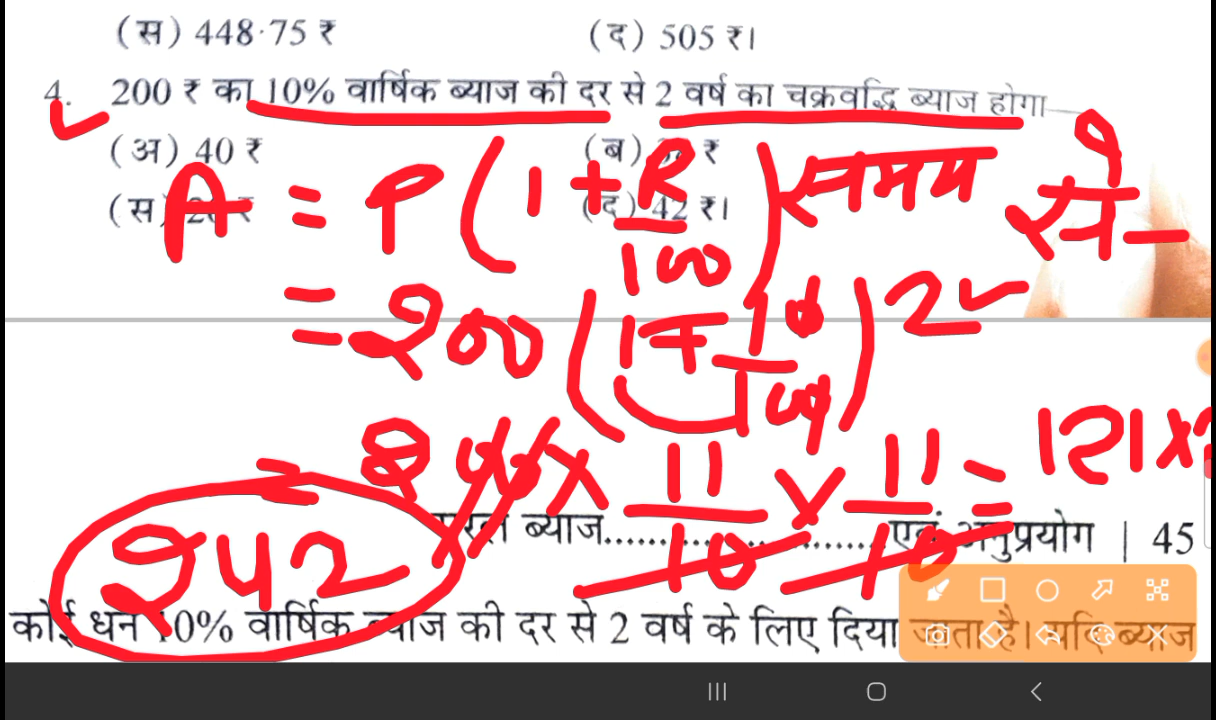 (स) 448·75 ₹ (द) 505 ₹।
4. 200 ₹ का 10% वार्षिक ब्याज की दर से 2 वर्ष का चक्रवृद्धि ब्याज होगा
(अ) 40 ₹ (ब) ₹
(स) ₹ (द) 42 ₹।
A = P ( 1 + R/100 ) समय से
= 200 ( 1 + 10/100 ) 2
= 200 × 11/10 × 11/10 = 121 ×
242
ब्याज........................एवं अनुप्रयोग | 45
कोई धन 10% वार्षिक ब्याज की दर से 2 वर्ष के लिए दिया जाता है। यदि ब्याज